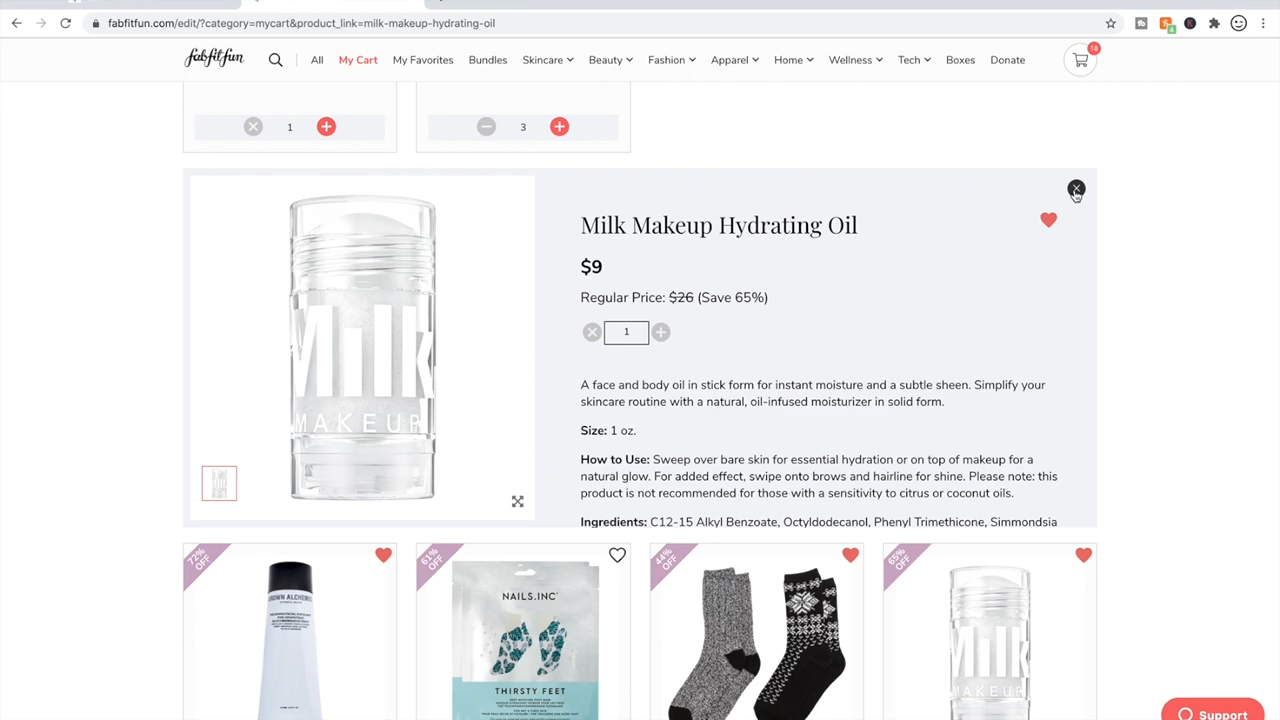 fabfitfun.com/edit/?category=mycart&product_link=milk-makeup-hydrating-oil
fabfitfun
All My Cart My Favorites Bundles Skincare Beauty Fashion Apparel Home Wellness Tech Boxes Donate
18
1
3
Milk Makeup Hydrating Oil
$9
Regular Price: $26 (Save 65%)
1
A face and body oil in stick form for instant moisture and a subtle sheen. Simplify your
skincare routine with a natural, oil-infused moisturizer in solid form.
Size: 1 oz.
How to Use: Sweep over bare skin for essential hydration or on top of makeup for a
natural glow. For added effect, swipe onto brows and hairline for shine. Please note: this
product is not recommended for those with a sensitivity to citrus or coconut oils.
Ingredients: C12-15 Alkyl Benzoate, Octyldodecanol, Phenyl Trimethicone, Simmondsia
Milk
MAKEUP
72% OFF
61% OFF
NAILS.INC
THIRSTY FEET
44% OFF
65% OFF
Milk
MAKEUP
Support